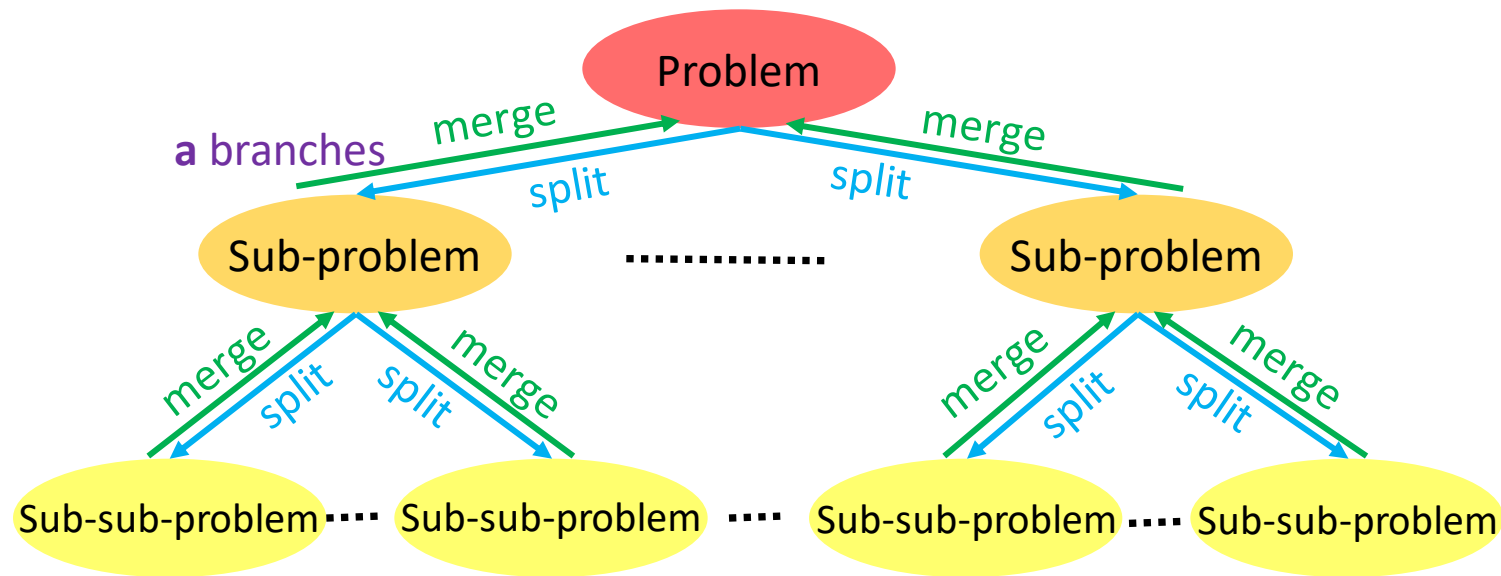 Problem
merge
merge
a branches
split
split
Sub-problem
Sub-problem
merge
split
split
merge
merge
split
split
merge
Sub-sub-problem
Sub-sub-problem
Sub-sub-problem
Sub-sub-problem